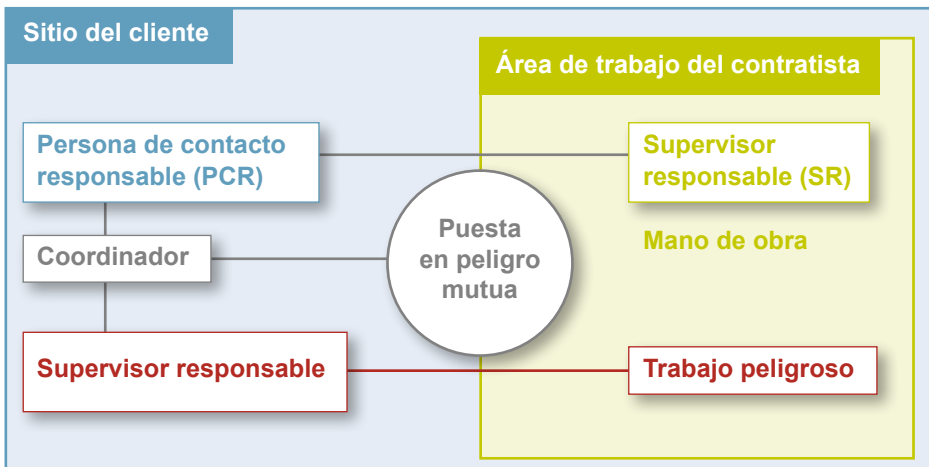 Sitio del cliente
Área de trabajo del contratista
Persona de contacto
responsable (PCR)
Supervisor
responsable (SR)
Mano de obra
Coordinador
Puesta
en peligro
mutua
Supervisor responsable
Trabajo peligroso